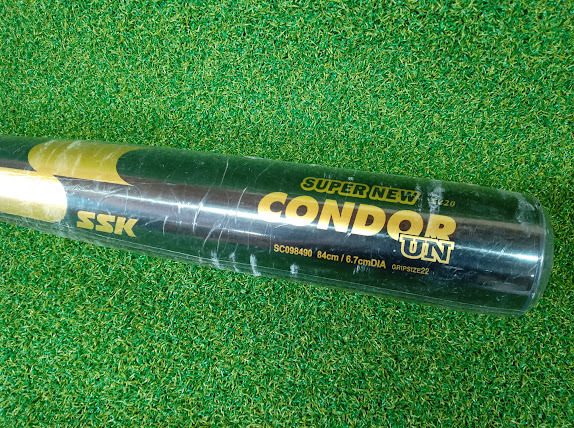 SUPER NEW
CONDOR
UN
SSK
SC098490 84cm / 6.7cmDIA GRIPSIZE22